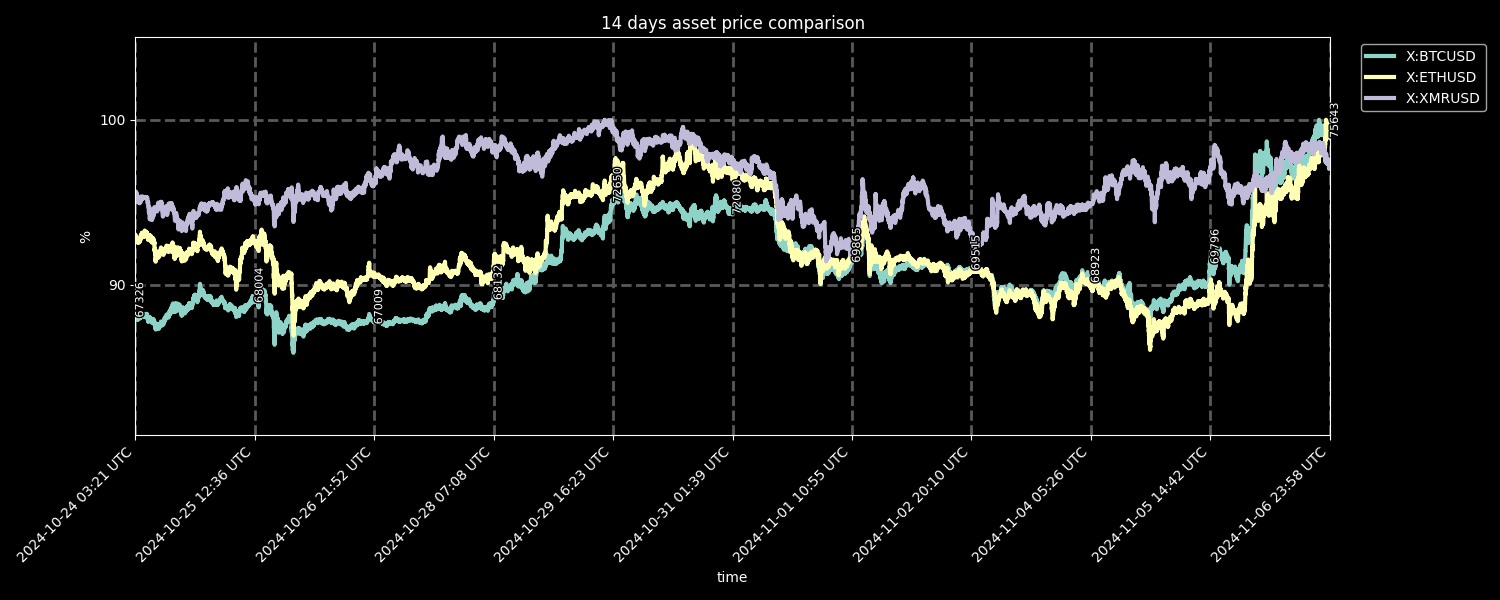 14 days asset price comparison
X:BTCUSD
X:ETHUSD
X:XMRUSD
100
90
%
67326
68004
67009
68132
72650
72080
69865
69515
68923
69796
75643
2024-10-24 03:21 UTC
2024-10-25 12:36 UTC
2024-10-26 21:52 UTC
2024-10-28 07:08 UTC
2024-10-29 16:23 UTC
2024-10-31 01:39 UTC
2024-11-01 10:55 UTC
2024-11-02 20:10 UTC
2024-11-04 05:26 UTC
2024-11-05 14:42 UTC
2024-11-06 23:58 UTC
time